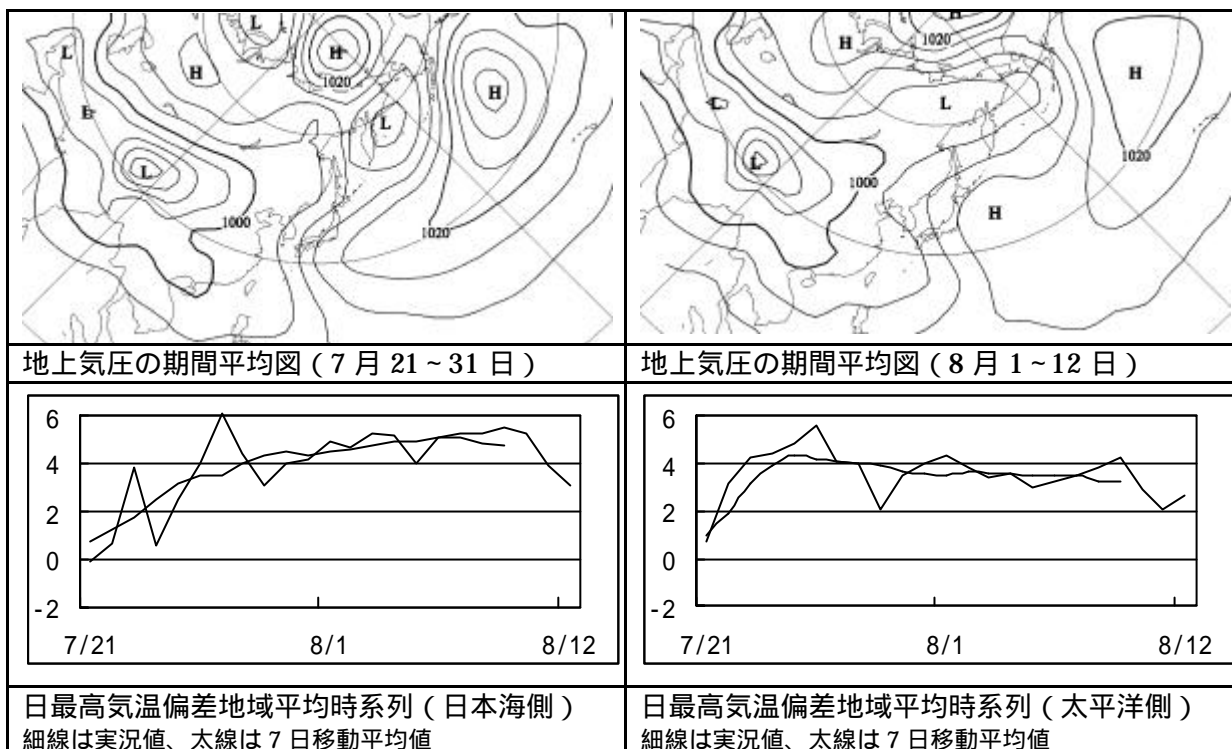 L
L
H
H
1020
H
L
L
L
1000
1020
H
H
1020
H
L
L
L
1000
1020
H
地上気圧の期間平均図 ( 7 月 21 ~ 31 日 )
地上気圧の期間平均図 ( 8 月 1 ~ 12 日 )
6
4
2
0
-2
7/21
8/1
8/12
6
4
2
0
-2
7/21
8/1
8/12
日最高気温偏差地域平均時系列 ( 日本海側 )
細線は実況値、太線は 7 日移動平均値
日最高気温偏差地域平均時系列 ( 太平洋側 )
細線は実況値、太線は 7 日移動平均値